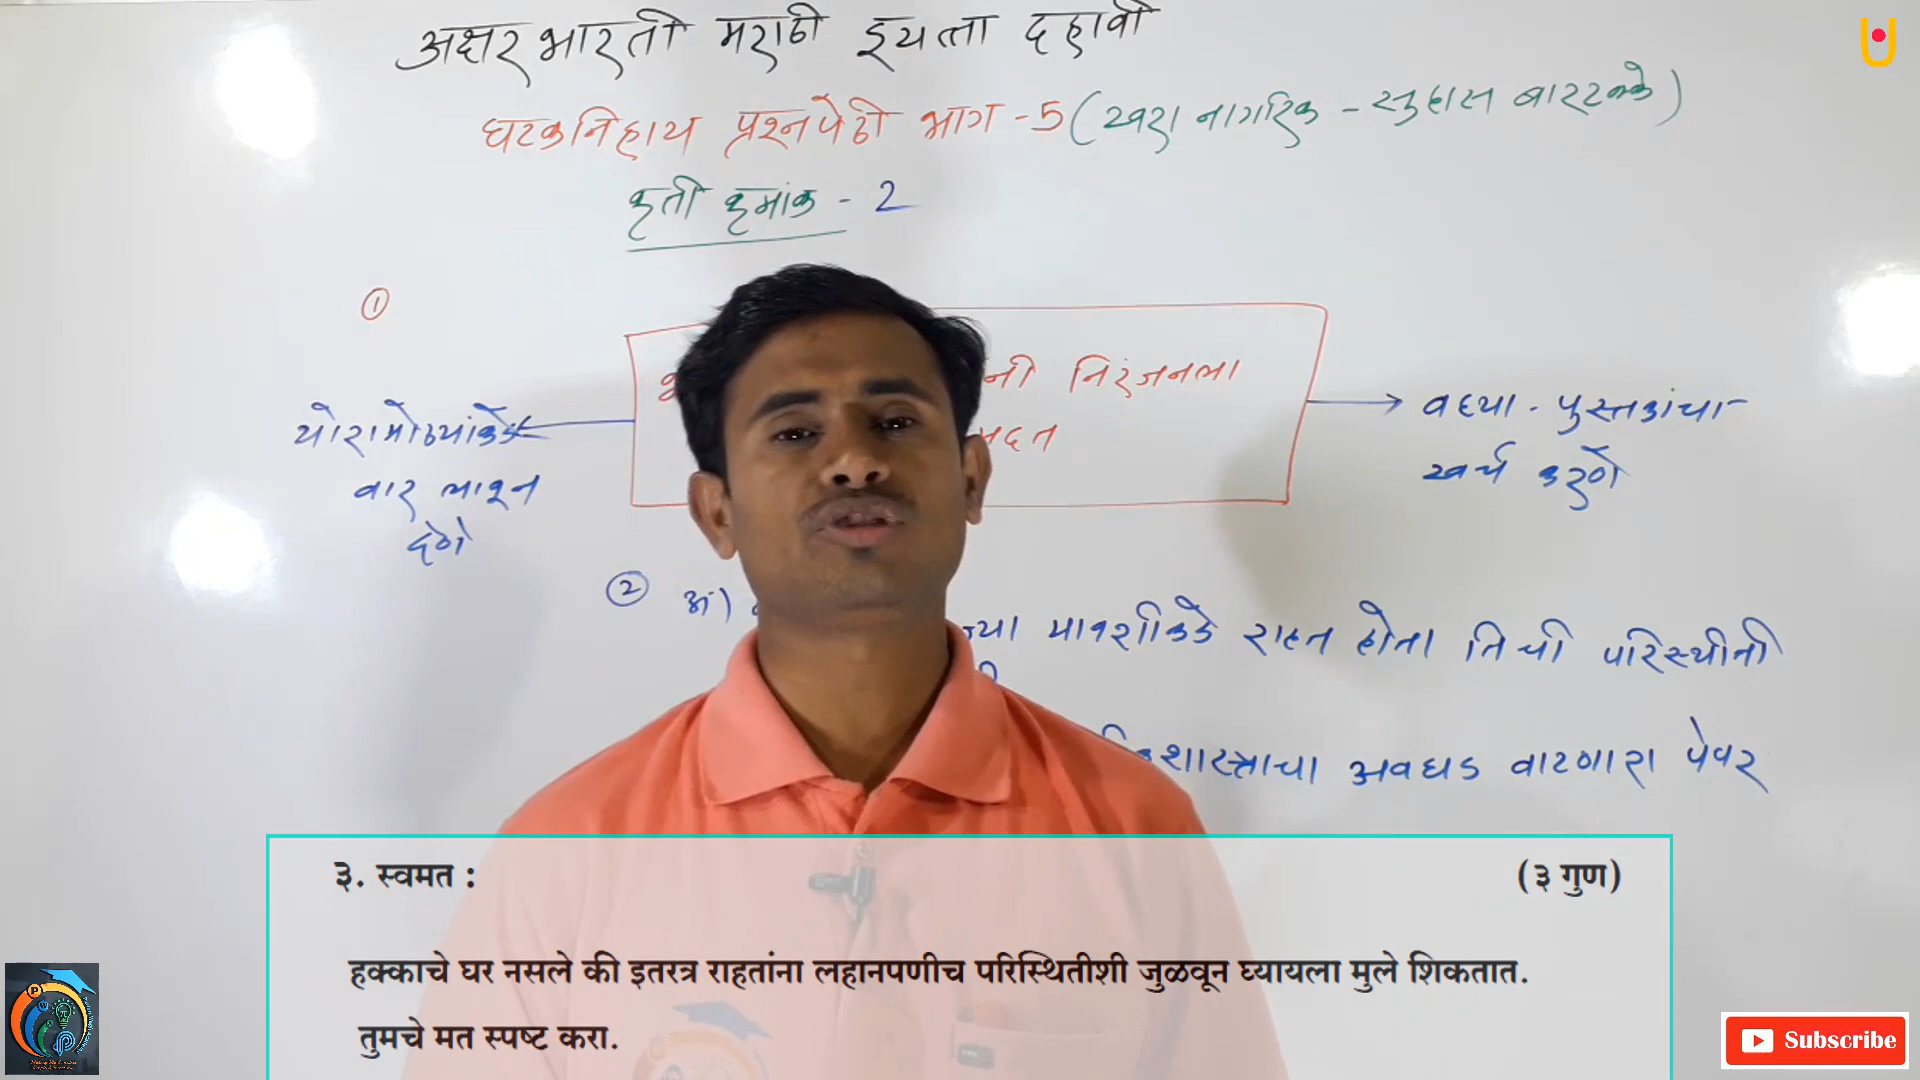 अक्षरभारती मराठी इयत्ता दहावी
घटकनिहाय प्रश्नपेढी भाग -5 (खरा नागरिक - सुहास बारटक्के)
कृती क्रमांक - 2
①
नी निरंजनला
मदत
थोरामोठ्यांकडे
वार लावून
देणे
वह्या - पुस्तकांचा
खर्च करणे
② अ)
च्या मावशीकडे राहत होता तिची परिस्थीती
शास्त्राचा अवघड वाटणारा पेपर
३. स्वमत : (३ गुण)
हक्काचे घर नसले की इतरत्र राहतांना लहानपणीच परिस्थितीशी जुळवून घ्यायला मुले शिकतात.
तुमचे मत स्पष्ट करा.
Subscribe